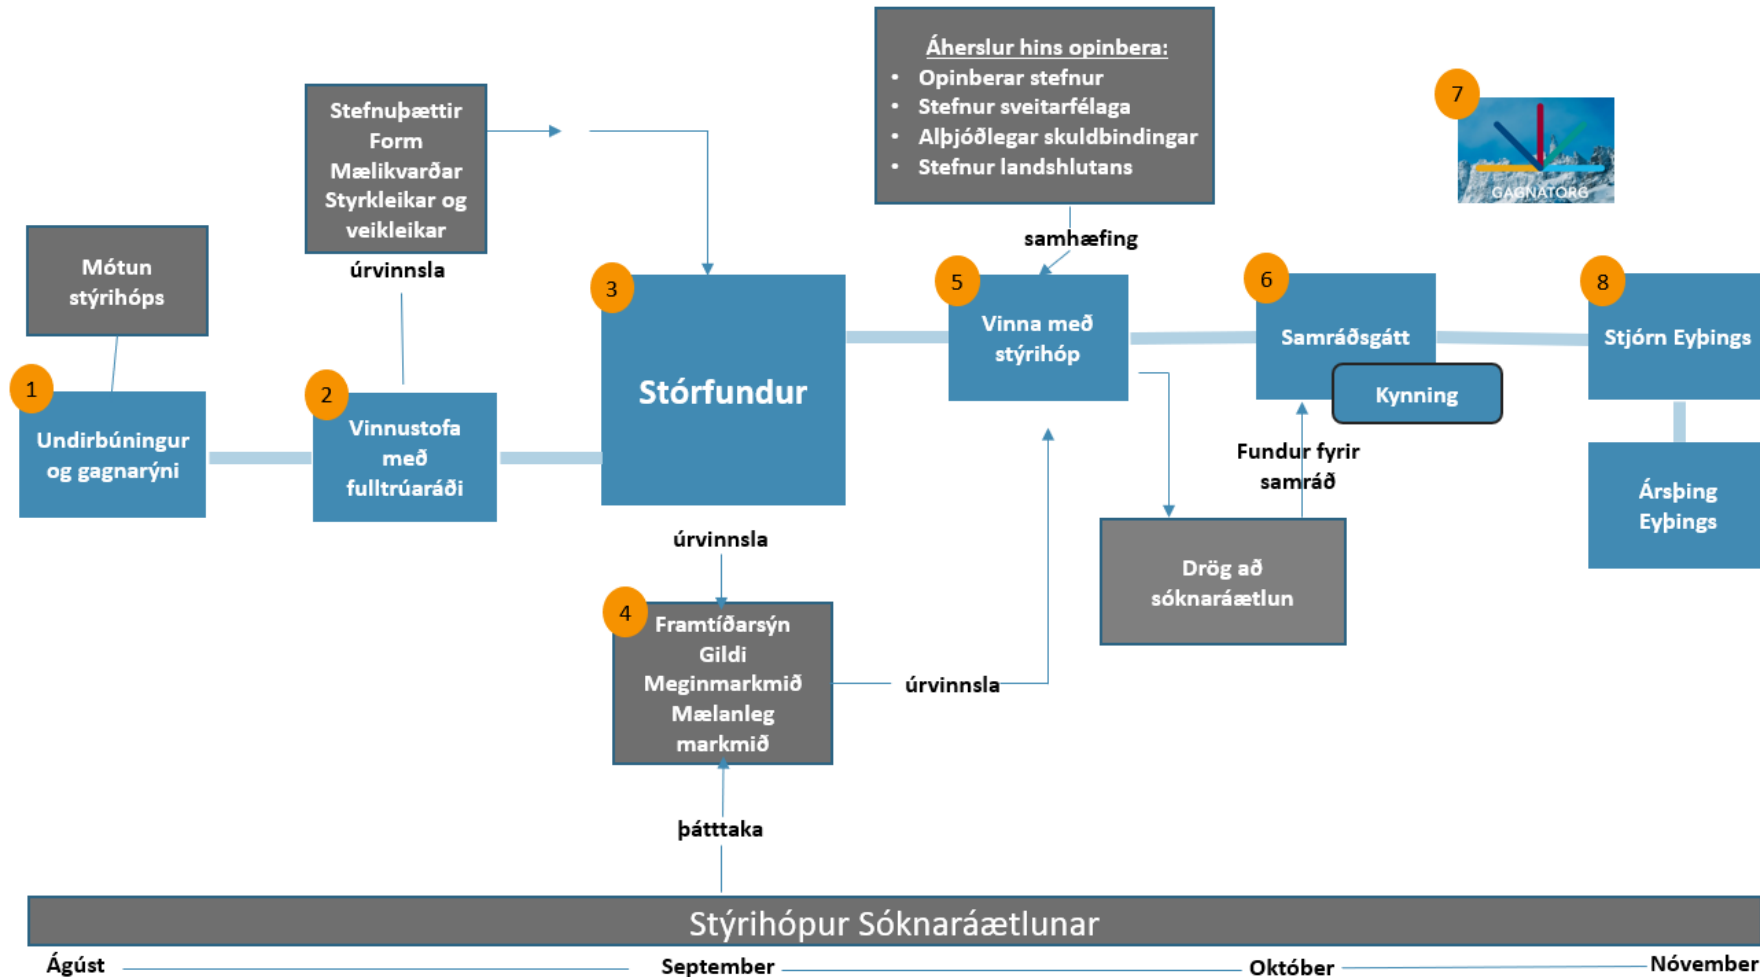 Áherslur hins opinbera:
• Opinberar stefnur
• Stefnur sveitarfélaga
• Alþjóðlegar skuldbindingar
• Stefnur landshlutans
samhæfing
7
GAGNATORG
Stefnuþættir
Form
Mælikvarðar
Styrkleikar og
veikleikar
úrvinnsla
Mótun
stýrihóps
1
Undirbúningur
og gagnarýni
2
Vinnustofa
með
fulltrúaráði
3
Stórfundur
5
Vinna með
stýrihóp
6
Samráðsgátt
Kynning
8
Stjórn Eyþings
Fundur fyrir
samráð
Ársþing
Eyþings
úrvinnsla
Drög að
sóknaráætlun
4
Framtíðarsýn
Gildi
Meginmarkmið
Mælanleg
markmið
úrvinnsla
þátttaka
Stýrihópur Sóknaráætlunar
Ágúst
September
Október
Nóvember